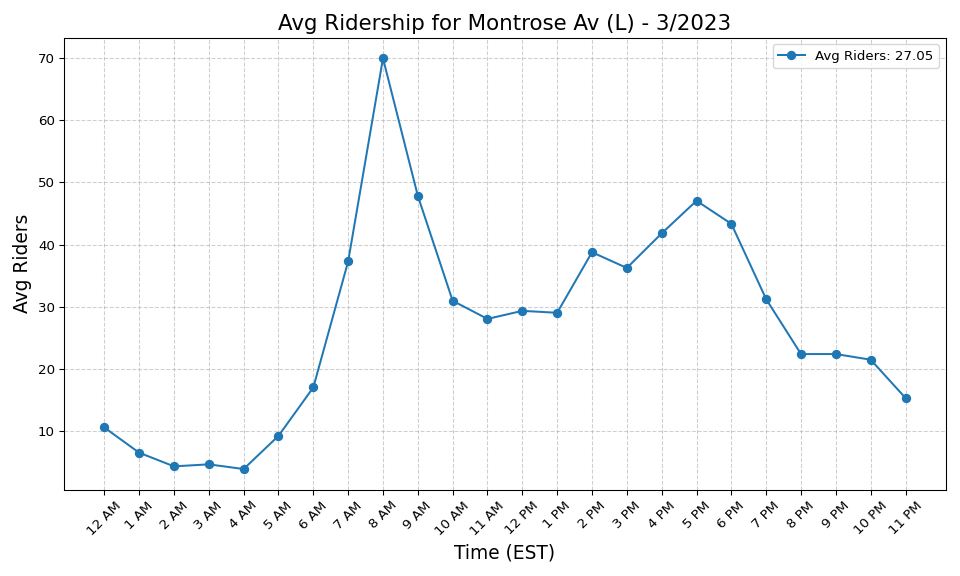 Avg Ridership for Montrose Av (L) - 3/2023
Avg Riders: 27.05
Avg Riders
70
60
50
40
30
20
10
12 AM
1 AM
2 AM
3 AM
4 AM
5 AM
6 AM
7 AM
8 AM
9 AM
10 AM
11 AM
12 PM
1 PM
2 PM
3 PM
4 PM
5 PM
6 PM
7 PM
8 PM
9 PM
10 PM
11 PM
Time (EST)